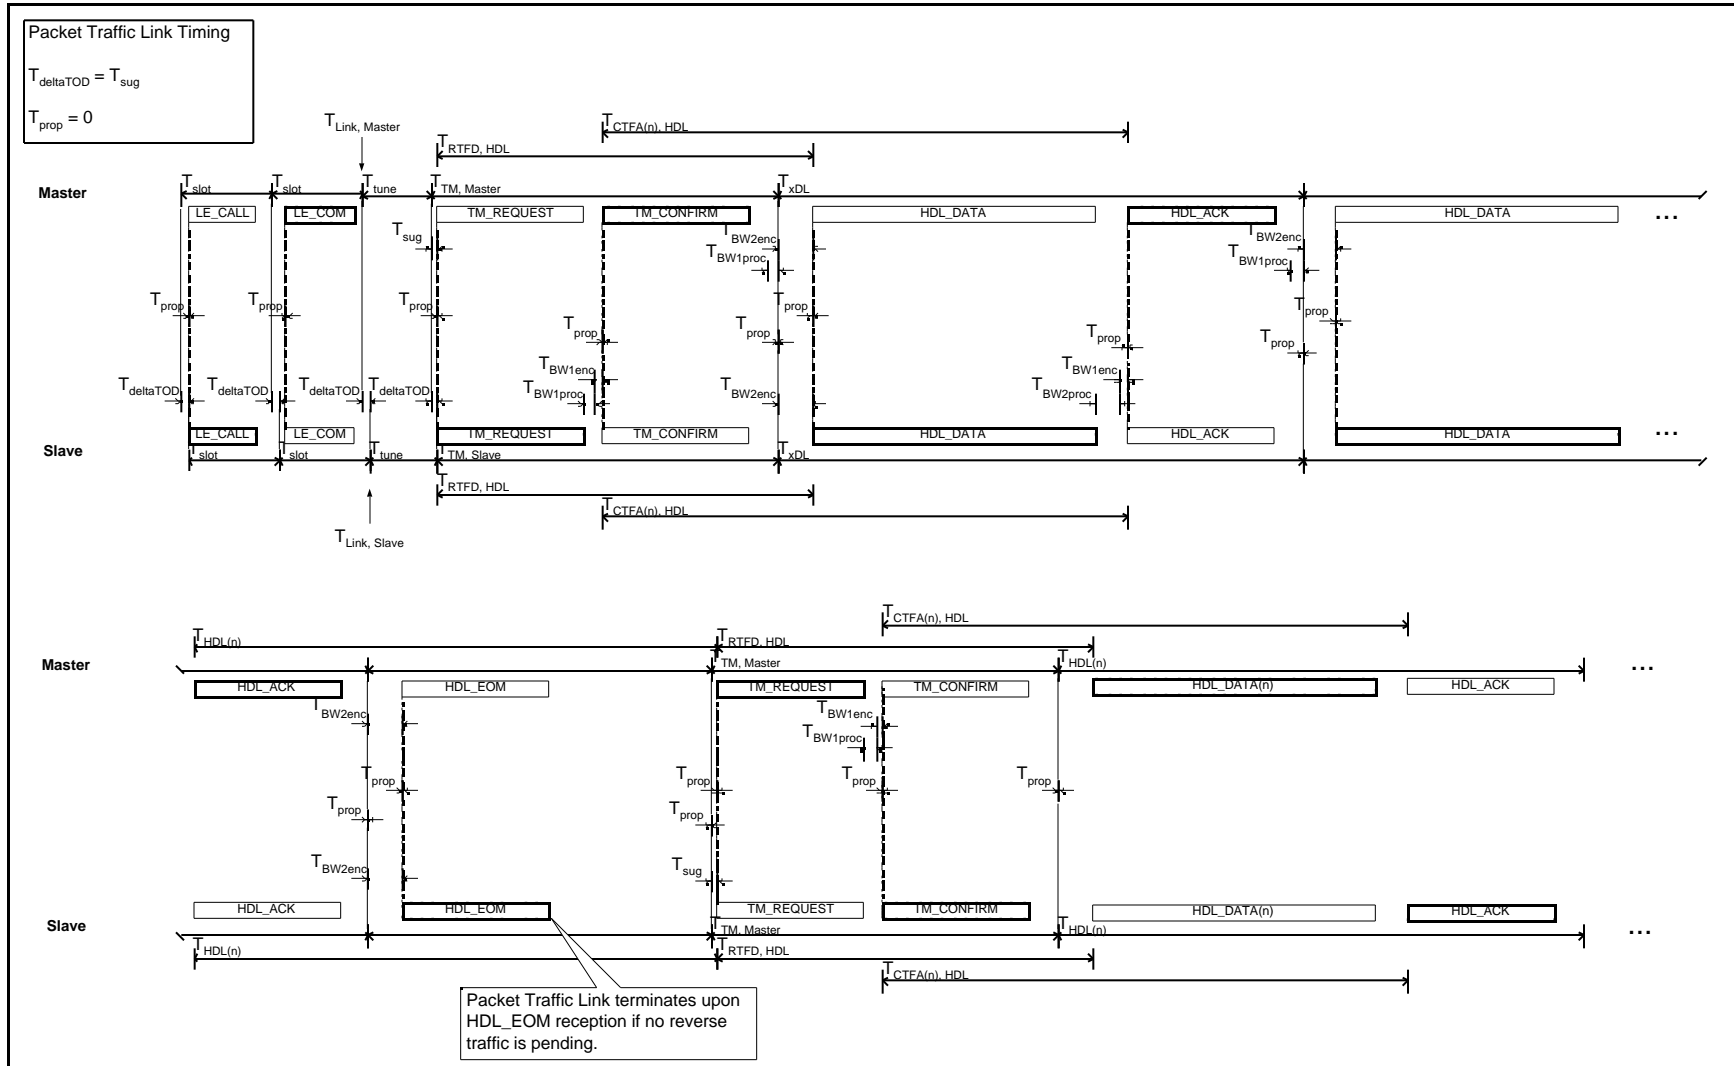 Packet Traffic Link Timing
TdeltaTOD = Tsug
Tprop = 0
TLink, Master
TCTFA(n), HDL
TRTFD, HDL
Master
Tslot Tslot Ttune TTM, Master TxDL
LE_CALL LE_COM TM_REQUEST TM_CONFIRM HDL_DATA HDL_ACK HDL_DATA ...
Tsug TBW2enc TBW2enc
TBW1proc TBW1proc
Tprop Tprop Tprop Tprop Tprop
Tprop Tprop Tprop Tprop
TBW1enc TBW1enc
TdeltaTOD TdeltaTOD TdeltaTOD TdeltaTOD TBW1proc TBW2enc TBW2proc
LE_CALL LE_COM TM_REQUEST TM_CONFIRM HDL_DATA HDL_ACK HDL_DATA ...
Slave
Tslot Tslot Ttune TTM, Slave TxDL
TRTFD, HDL
TCTFA(n), HDL
TLink, Slave
TCTFA(n), HDL
THDL(n) TRTFD, HDL
Master
TTM, Master THDL(n) ...
HDL_ACK HDL_EOM TM_REQUEST TM_CONFIRM HDL_DATA(n) HDL_ACK
TBW2enc TBW1enc
TBW1proc
Tprop Tprop Tprop Tprop
Tprop Tprop
TBW2enc Tsug
HDL_ACK HDL_EOM TM_REQUEST TM_CONFIRM HDL_DATA(n) HDL_ACK
Slave
TTM, Master THDL(n) ...
THDL(n) TRTFD, HDL
TCTFA(n), HDL
Packet Traffic Link terminates upon
HDL_EOM reception if no reverse
traffic is pending.